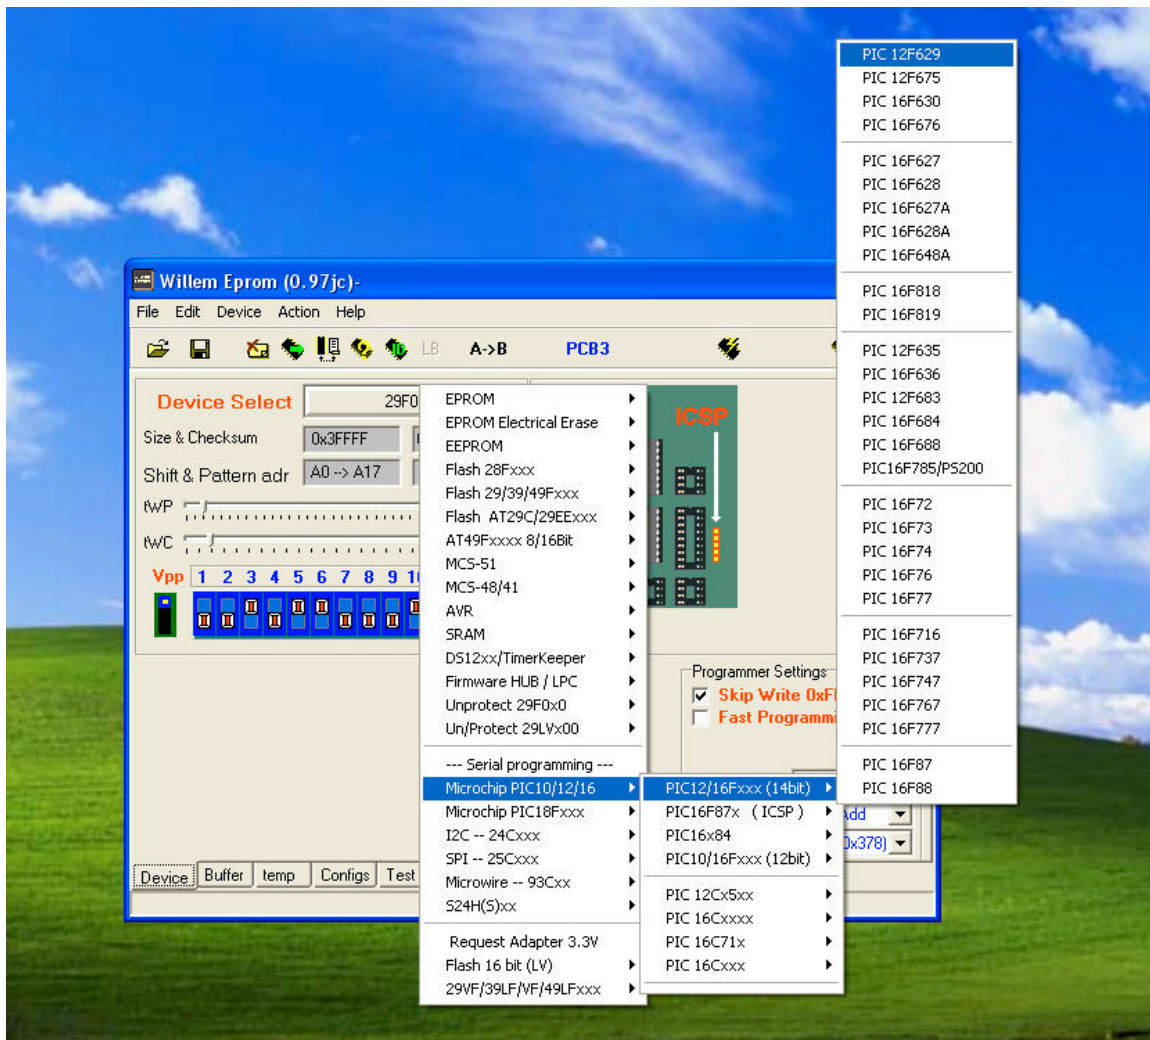 Willem Eprom (0.97jc)-
File Edit Device Action Help
LB A->B PCB3
Device Select 29F0
Size & Checksum 0x3FFFF
Shift & Pattern adr A0 --> A17
tWP
tWC
Vpp 1 2 3 4 5 6 7 8 9
ICSP
Programmer Settings
Skip Write 0xF
Fast Programmi
Add
0x378)
Device Buffer temp Configs Test
EPROM
EPROM Electrical Erase
EEPROM
Flash 28Fxxx
Flash 29/39/49Fxxx
Flash AT29C/29EExxx
AT49Fxxxx 8/16Bit
MCS-51
MCS-48/41
AVR
SRAM
DS12xx/TimerKeeper
Firmware HUB / LPC
Unprotect 29F0x0
Un/Protect 29LVx00
--- Serial programming ---
Microchip PIC10/12/16
Microchip PIC18Fxxx
I2C -- 24Cxxx
SPI -- 25Cxxx
Microwire -- 93Cxx
S24H(S)xx
Request Adapter 3.3V
Flash 16 bit (LV)
29VF/39LF/VF/49LFxxx
PIC12/16Fxxx (14bit)
PIC16F87x ( ICSP )
PIC16x84
PIC10/16Fxxx (12bit)
PIC 12Cx5xx
PIC 16Cxxxx
PIC 16C71x
PIC 16Cxxx
PIC 12F629
PIC 12F675
PIC 16F630
PIC 16F676
PIC 16F627
PIC 16F628
PIC 16F627A
PIC 16F628A
PIC 16F648A
PIC 16F818
PIC 16F819
PIC 12F635
PIC 16F636
PIC 12F683
PIC 16F684
PIC 16F688
PIC16F785/PS200
PIC 16F72
PIC 16F73
PIC 16F74
PIC 16F76
PIC 16F77
PIC 16F716
PIC 16F737
PIC 16F747
PIC 16F767
PIC 16F777
PIC 16F87
PIC 16F88